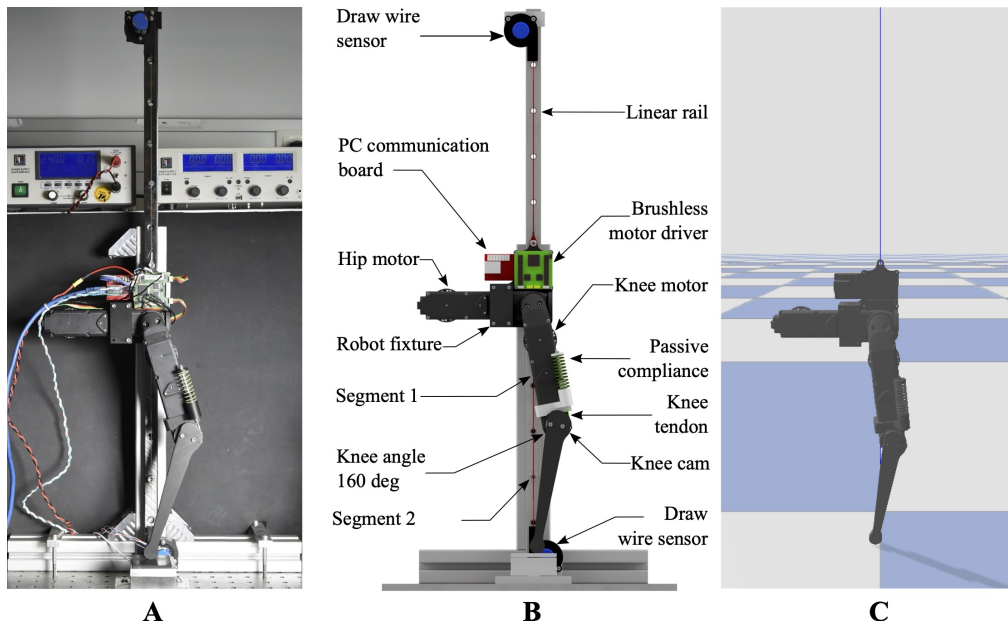 Draw wire
sensor
Linear rail
PC communication
board
Brushless
motor driver
Hip motor
Knee motor
Robot fixture
Passive
compliance
Segment 1
Knee
tendon
Knee angle
160 deg
Knee cam
Segment 2
Draw
wire sensor
A
B
C